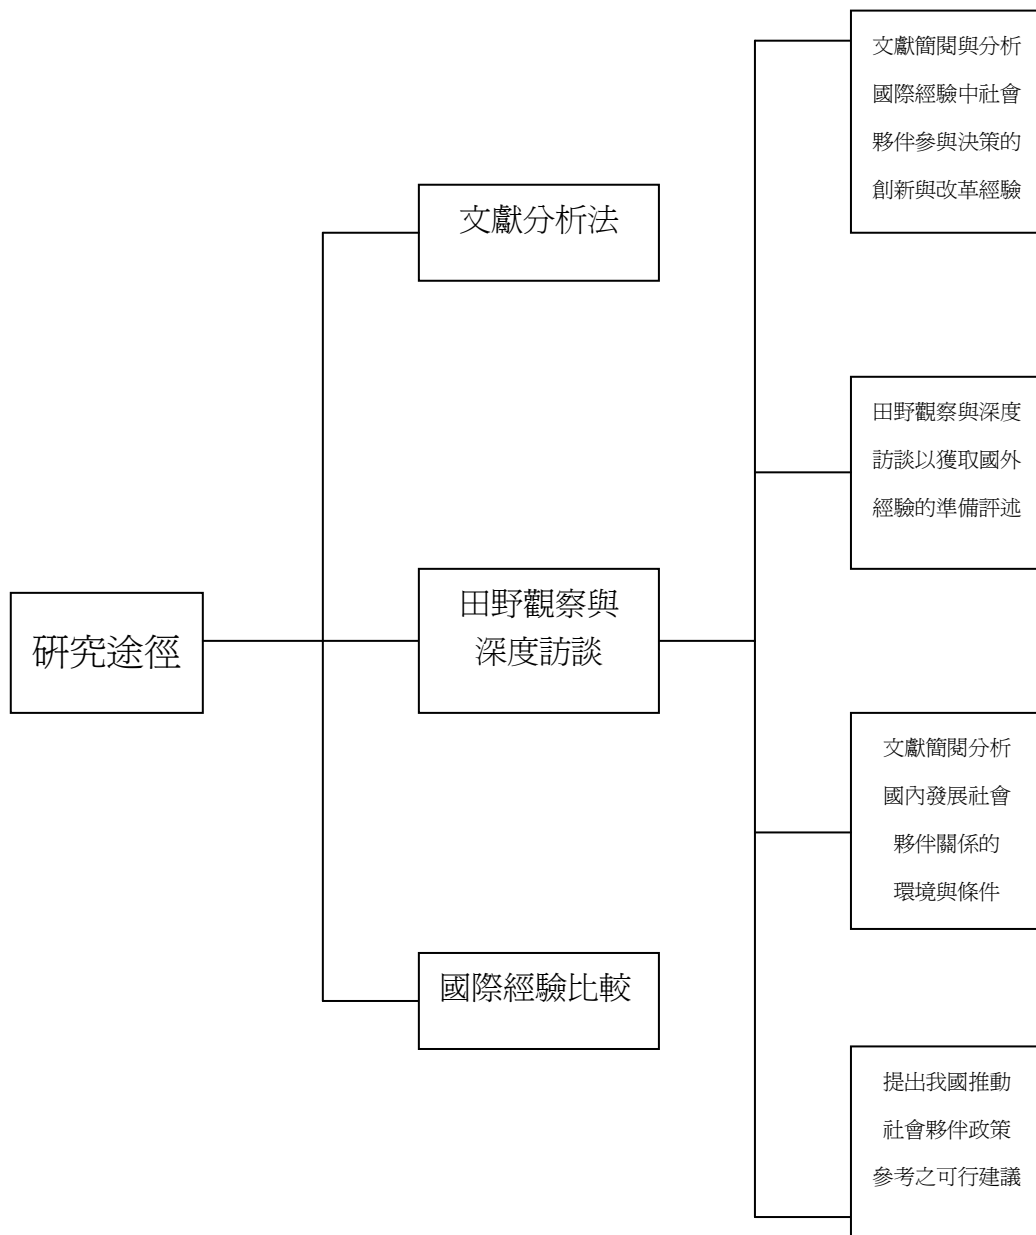 研究途徑
文獻分析法
田野觀察與
深度訪談
國際經驗比較
文獻簡閱與分析
國際經驗中社會
夥伴參與決策的
創新與改革經驗
田野觀察與深度
訪談以獲取國外
經驗的準備評述
文獻簡閱分析
國內發展社會
夥伴關係的
環境與條件
提出我國推動
社會夥伴政策
參考之可行建議